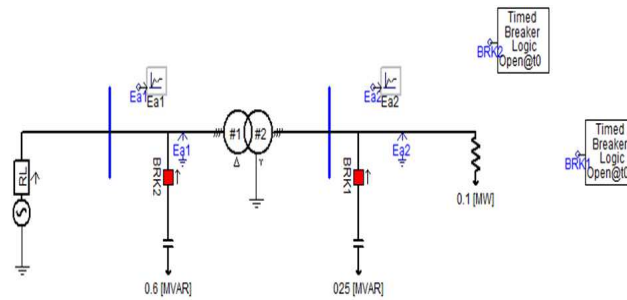 Timed
Breaker
Logic
Open@t0
BRK2
Ea1
Ea1
Ea2
Ea2
#1
#2
Ea1
Ea2
RL
BRK2
BRK1
Timed
Breaker
Logic
Open@t0
BRK1
0.1 [MW]
S
0.6 [MVAR]
025 [MVAR]